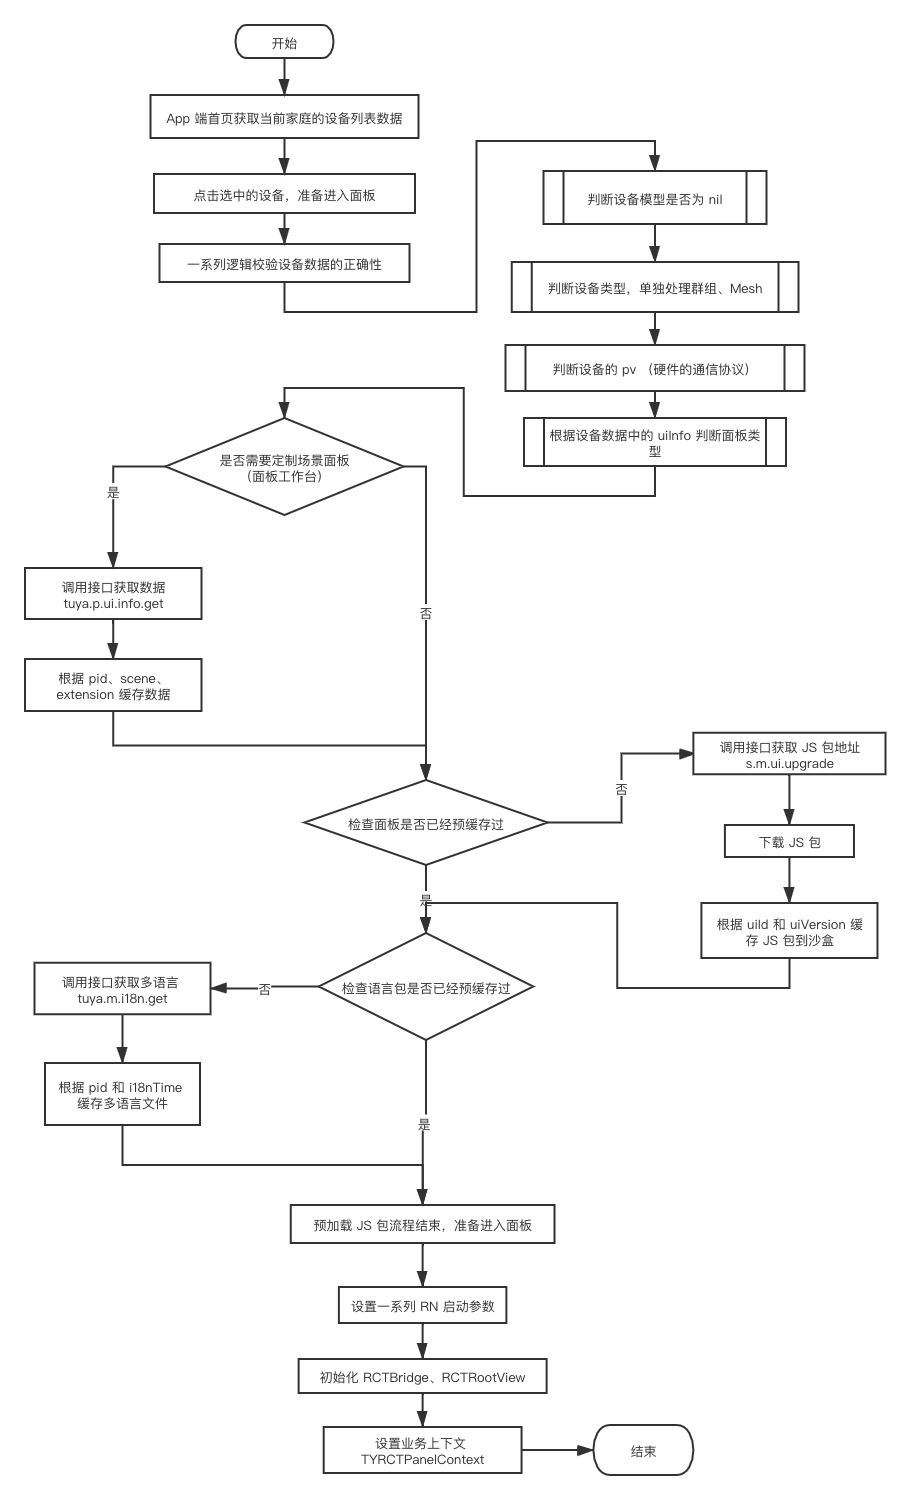 开始
App 端首页获取当前家庭的设备列表数据
点击选中的设备，准备进入面板
一系列逻辑校验设备数据的正确性
判断设备模型是否为 nil
判断设备类型，单独处理群组、Mesh
判断设备的 pv （硬件的通信协议）
根据设备数据中的 uiInfo 判断面板类
型
是否需要定制场景面板
（面板工作台）
是
否
调用接口获取数据
tuya.p.ui.info.get
根据 pid、scene、
extension 缓存数据
检查面板是否已经预缓存过
否
是
调用接口获取 JS 包地址
s.m.ui.upgrade
下载 JS 包
根据 uiId 和 uiVersion 缓
存 JS 包到沙盒
检查语言包是否已经预缓存过
否
是
调用接口获取多语言
tuya.m.i18n.get
根据 pid 和 i18nTime
缓存多语言文件
预加载 JS 包流程结束，准备进入面板
设置一系列 RN 启动参数
初始化 RCTBridge、RCTRootView
设置业务上下文
TYRCTPanelContext
结束